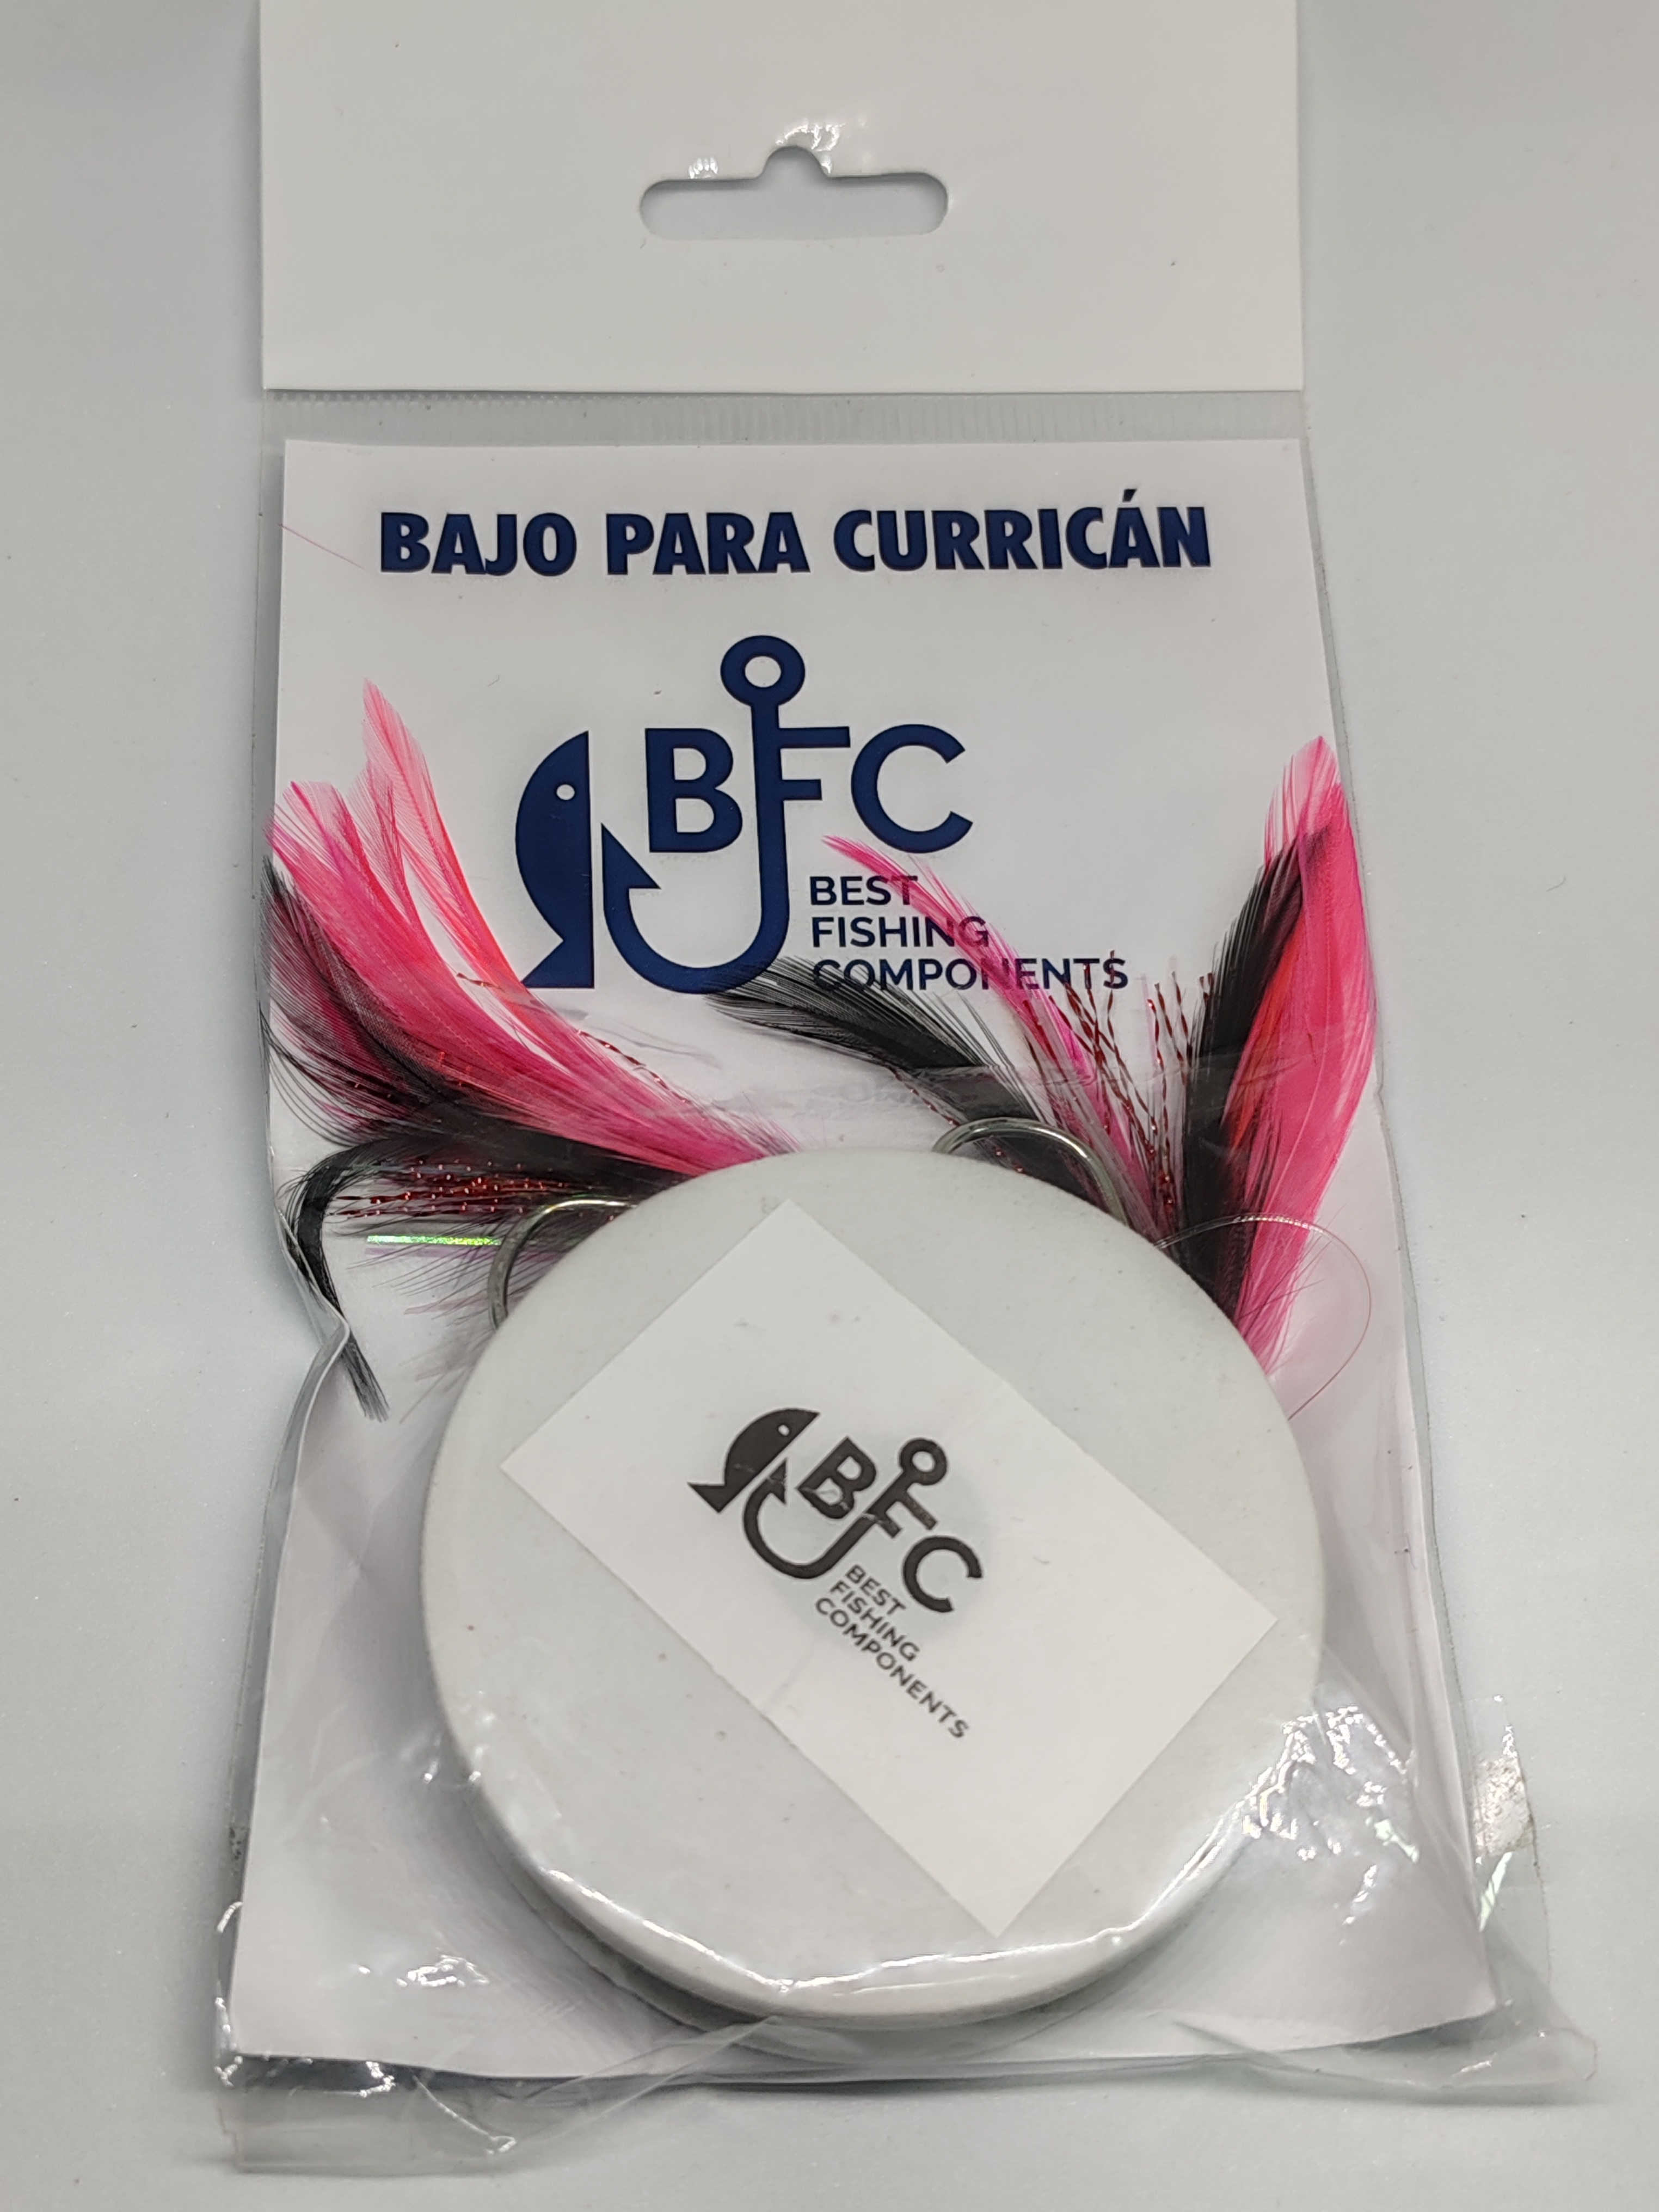 BAJO PARA CURRICÁN
BFC
BEST
FISHING
COMPONENTS
BFC
BEST
FISHING
COMPONENTS